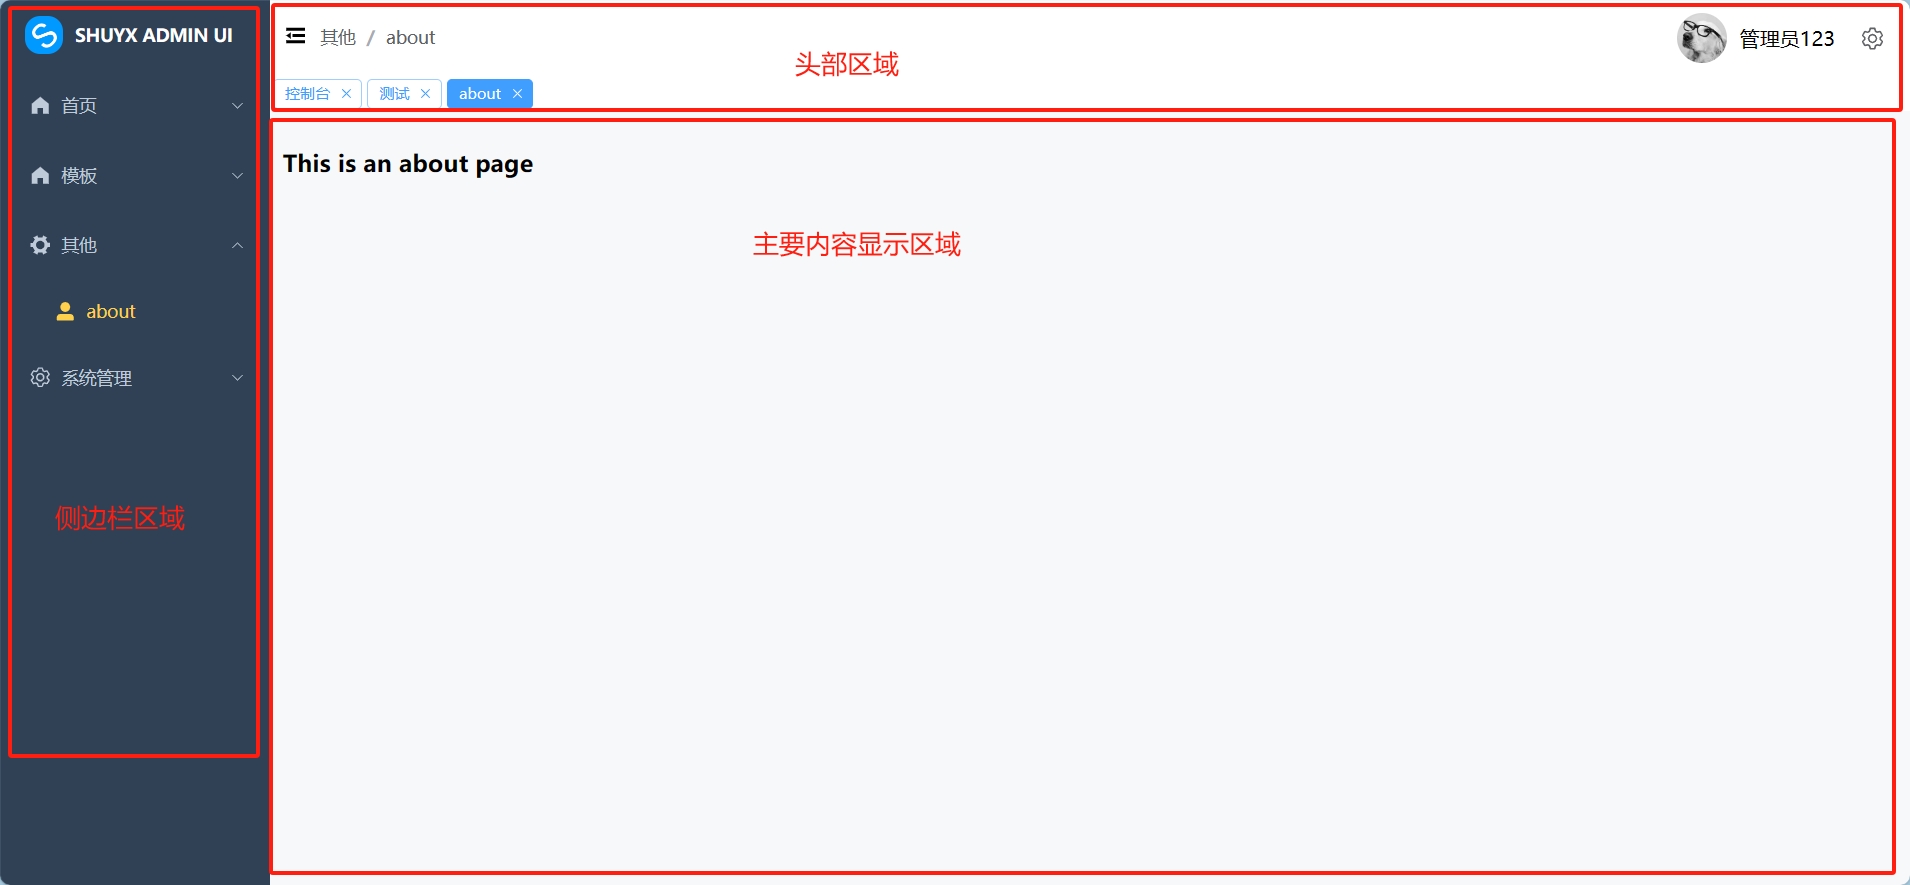 SHUYX ADMIN UI
首页
模板
其他
about
系统管理
侧边栏区域
其他 / about
管理员123
头部区域
控制台 测试 about
This is an about page
主要内容显示区域